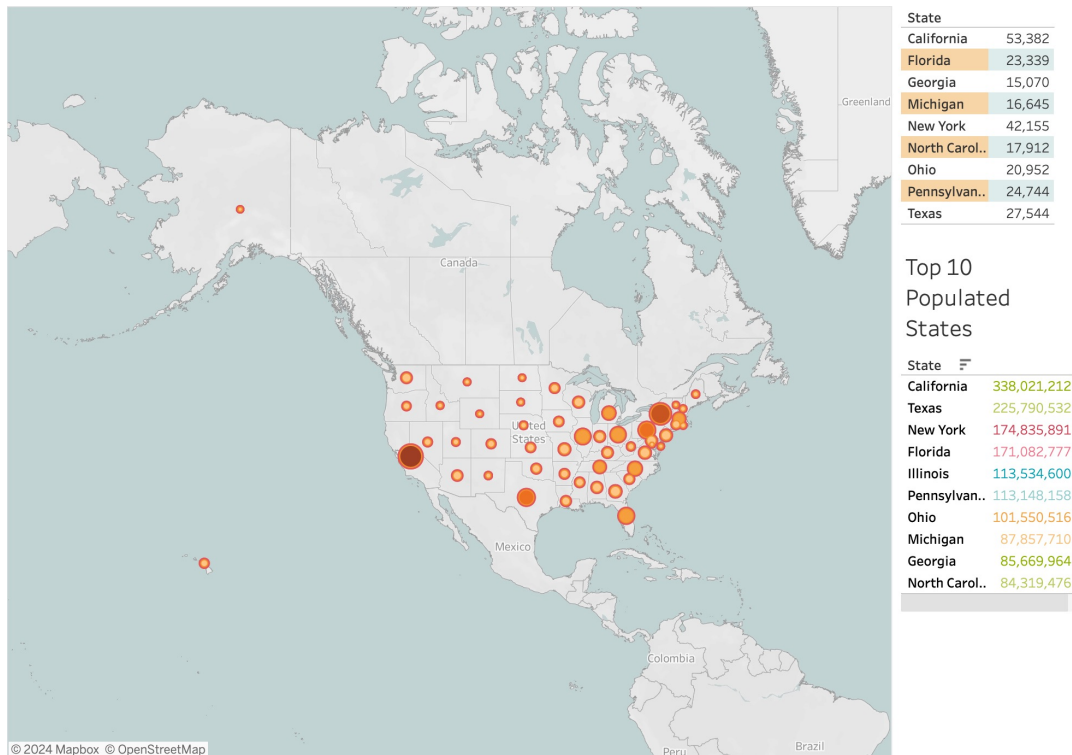 Greenland
Canada
United
States
Mexico
Colombia
Peru
Brazil
© 2024 Mapbox © OpenStreetMap
State
California 53,382
Florida 23,339
Georgia 15,070
Michigan 16,645
New York 42,155
North Carol.. 17,912
Ohio 20,952
Pennsylvan.. 24,744
Texas 27,544
Top 10
Populated
States
State
California 338,021,212
Texas 225,790,532
New York 174,835,891
Florida 171,082,777
Illinois 113,534,600
Pennsylvan.. 113,148,158
Ohio 101,550,516
Michigan 87,857,710
Georgia 85,669,964
North Carol.. 84,319,476